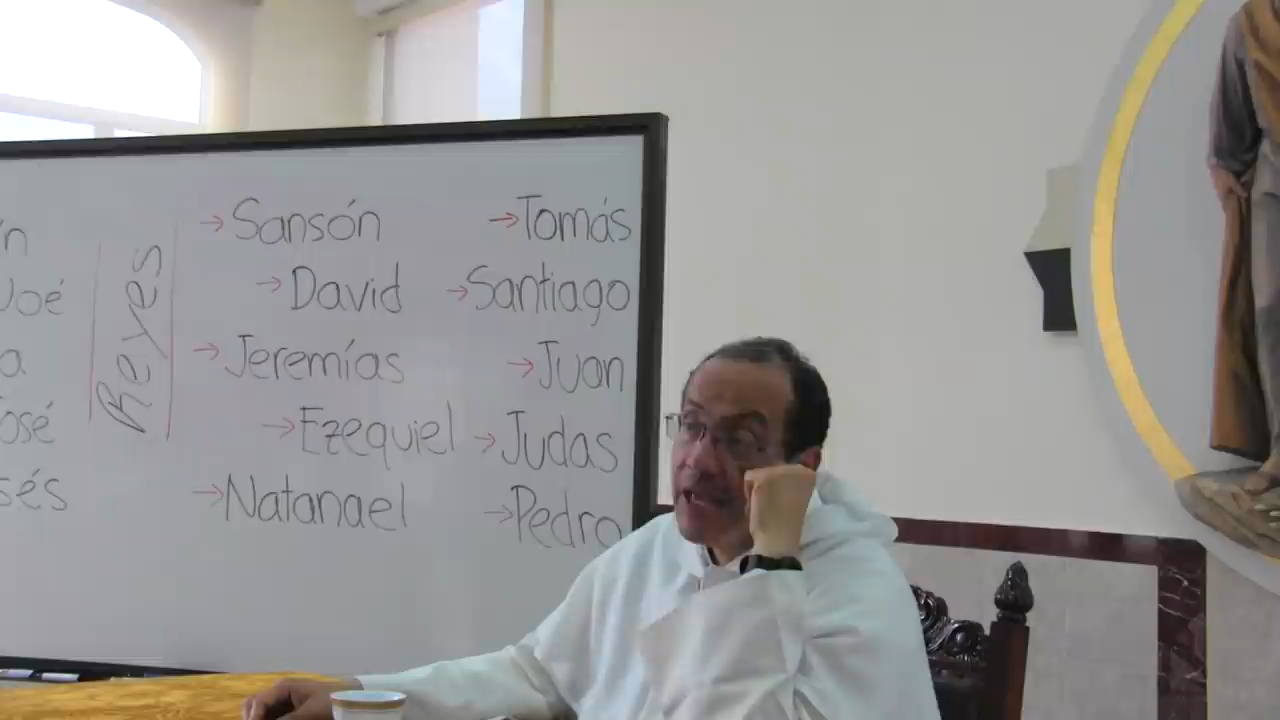 Reyes
→ Sansón
→ David
→ Jeremías
→ Ezequiel
→ Natanael
→ Tomás
→ Santiago
→ Juan
→ Judas
→ Pedro